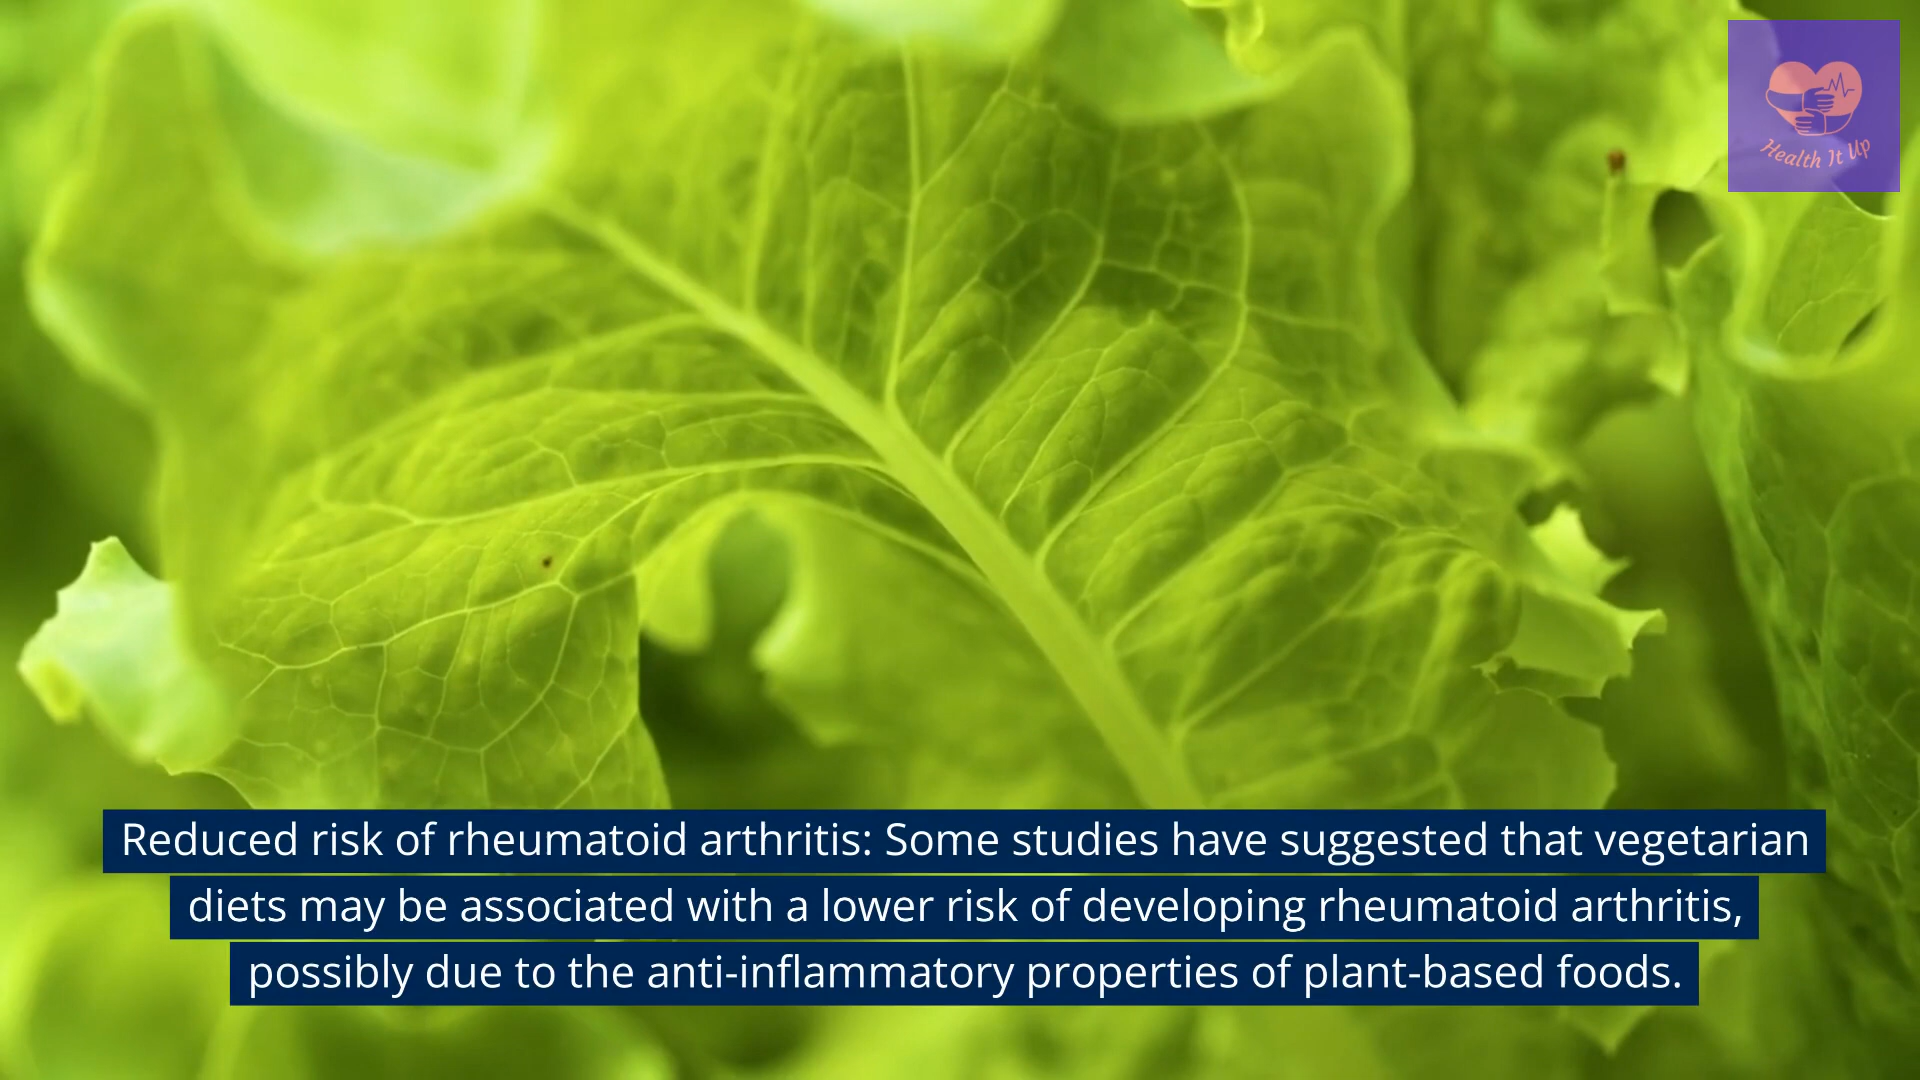 Health It Up
Reduced risk of rheumatoid arthritis: Some studies have suggested that vegetarian
diets may be associated with a lower risk of developing rheumatoid arthritis,
possibly due to the anti-inflammatory properties of plant-based foods.